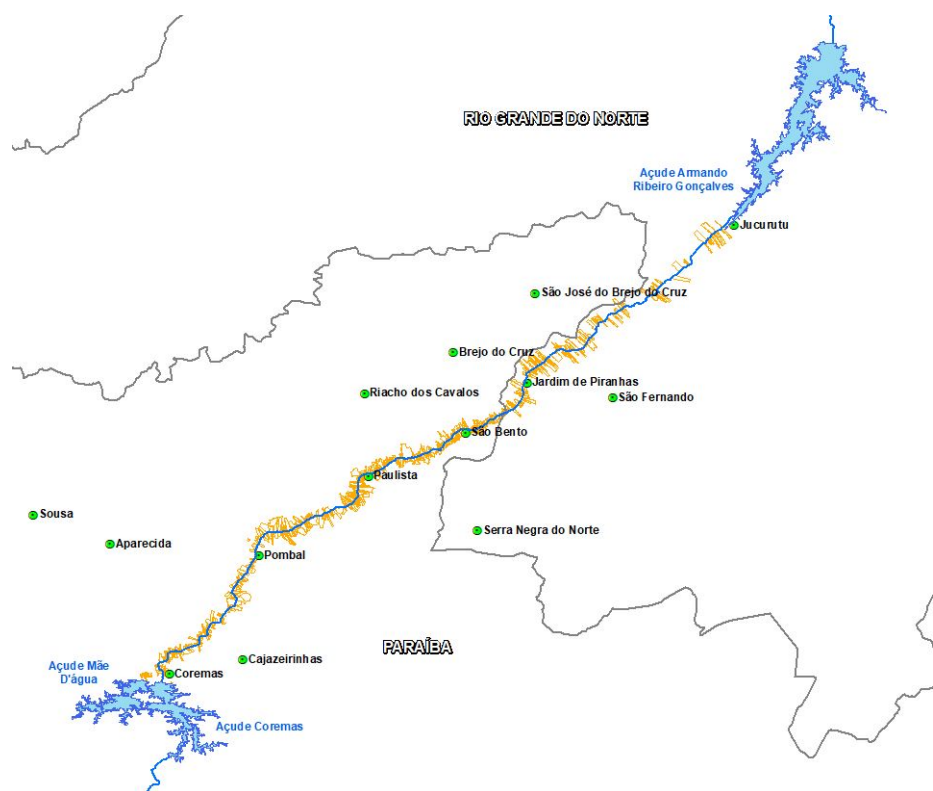 RIO GRANDE DO NORTE
Açude Armando
Ribeiro Gonçalves
Jucurutu
São José do Brejo do Cruz
Brejo do Cruz
Jardim de Piranhas
Riacho dos Cavalos
São Fernando
São Bento
Paulista
Sousa
Serra Negra do Norte
Aparecida
Pombal
PARAÍBA
Cajazeirinhas
Açude Mãe
D'água
Coremas
Açude Coremas